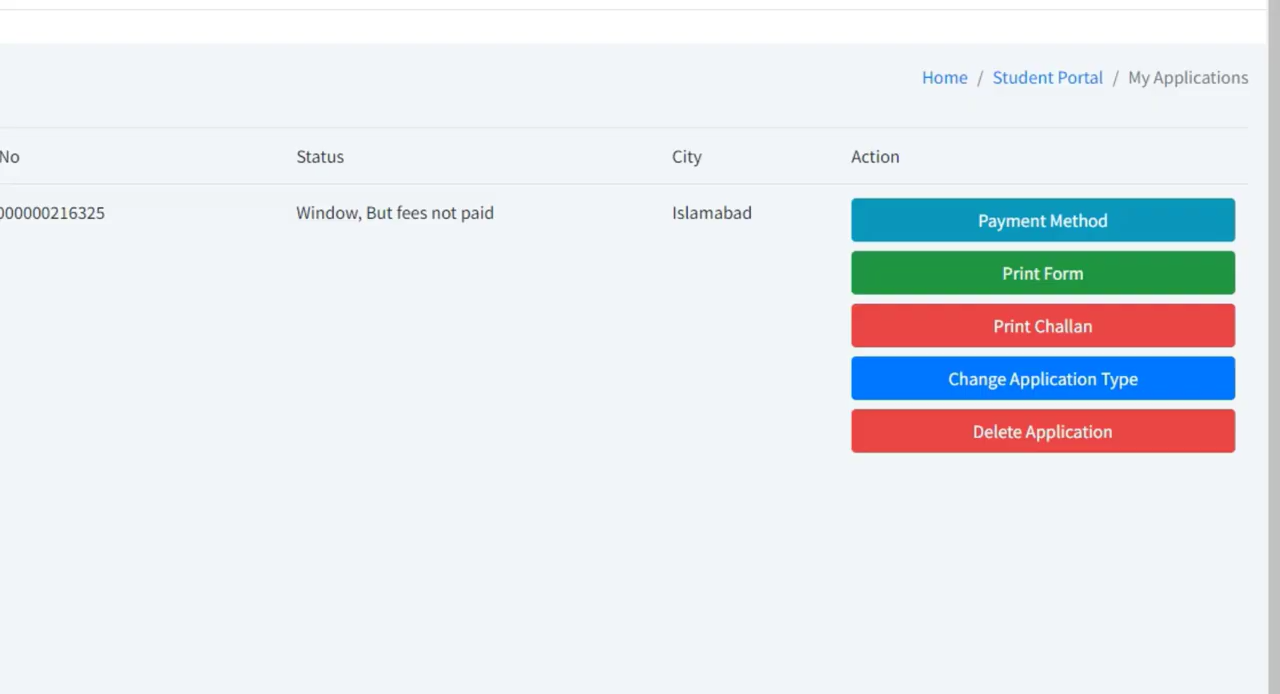 Home / Student Portal / My Applications
No Status City Action
000000216325 Window, But fees not paid Islamabad Payment Method
Print Form
Print Challan
Change Application Type
Delete Application